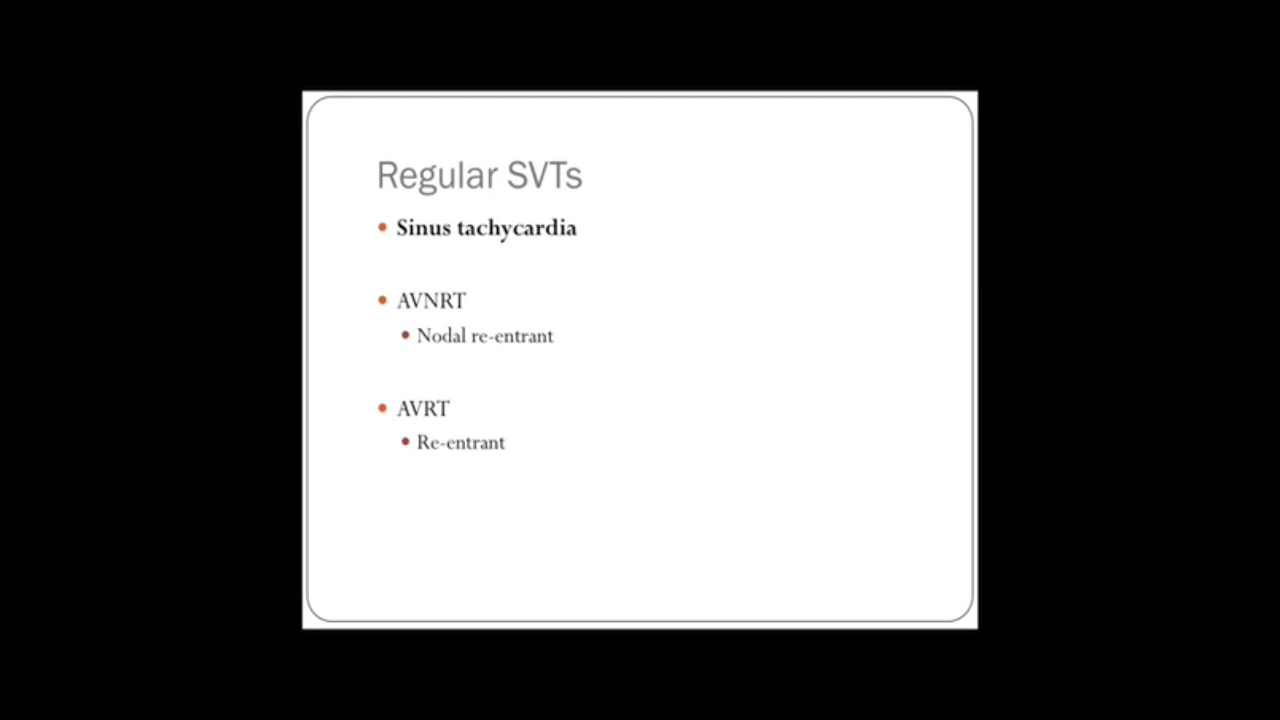 Regular SVTs
Sinus tachycardia
AVNRT
Nodal re-entrant
AVRT
Re-entrant